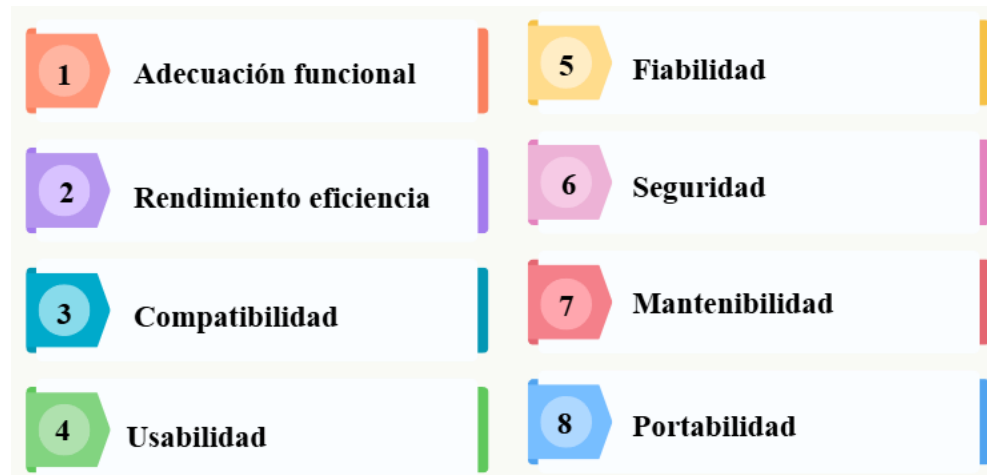 1 Adecuación funcional
2 Rendimiento eficiencia
3 Compatibilidad
4 Usabilidad
5 Fiabilidad
6 Seguridad
7 Mantenibilidad
8 Portabilidad